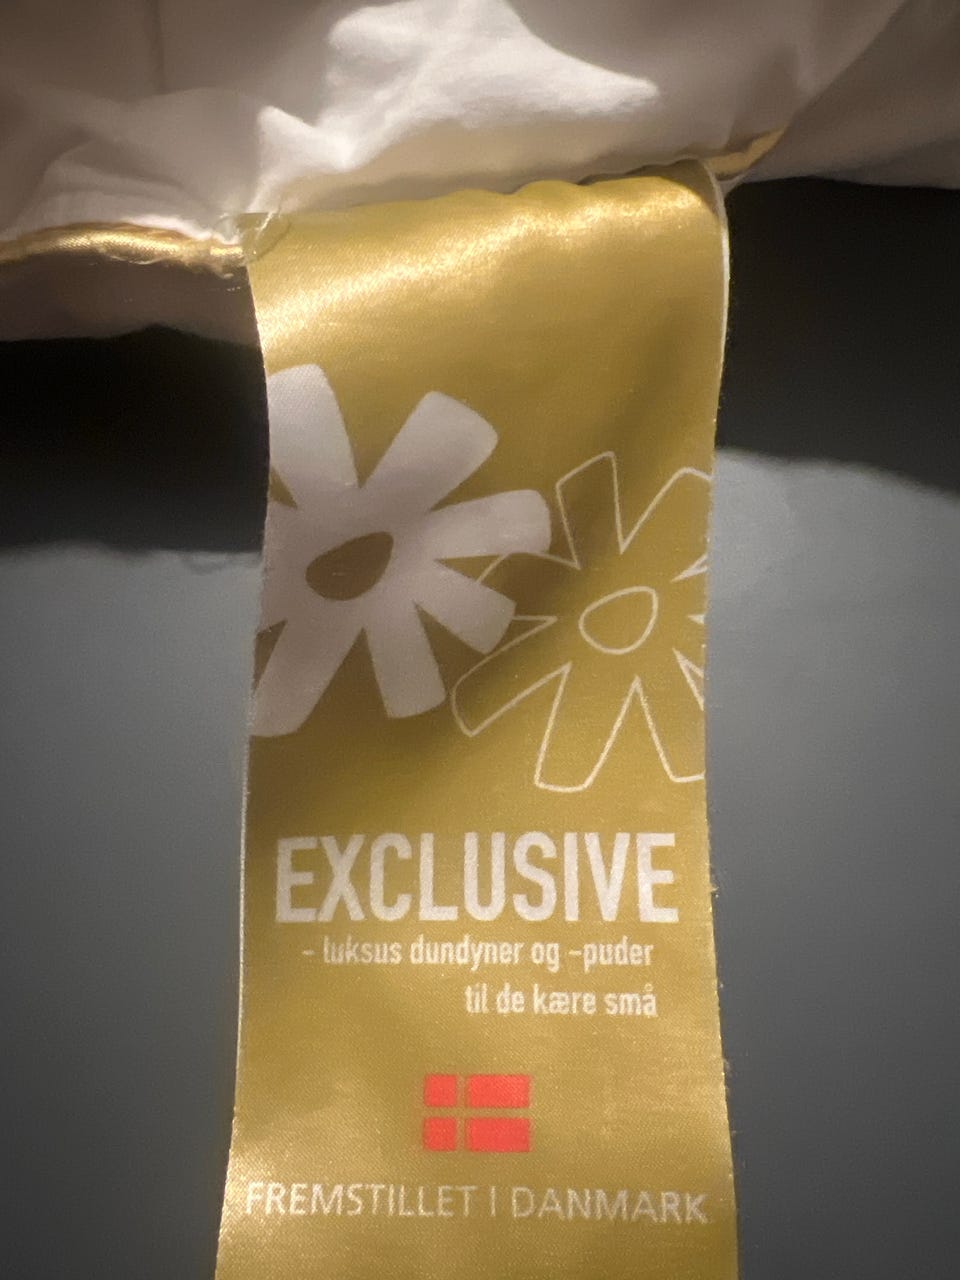 EXCLUSIVE
- luksus dundyner og -puder
til de kære små
FREMSTILLET I DANMARK